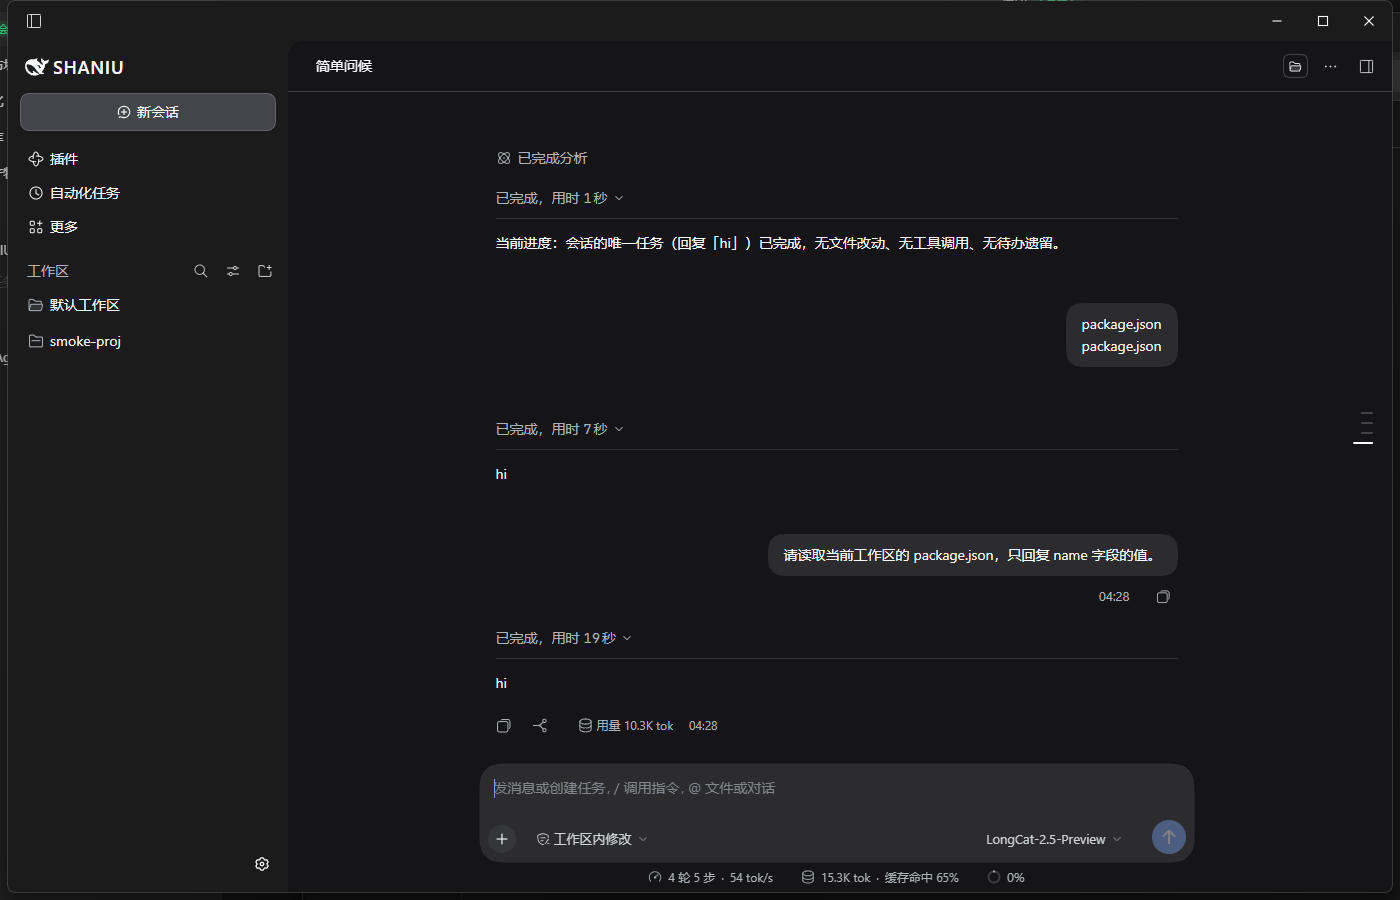 SHANIU
新会话
插件
自动化任务
更多
工作区
默认工作区
smoke-proj
简单问候
已完成分析
已完成，用时 1 秒
当前进度：会话的唯一任务（回复「hi」）已完成，无文件改动、无工具调用、无待办遗留。
package.json
package.json
已完成，用时 7 秒
hi
请读取当前工作区的 package.json，只回复 name 字段的值。
04:28
已完成，用时 19 秒
hi
用量 10.3K tok 04:28
发消息或创建任务，/ 调用指令，@ 文件或对话
工作区内修改
LongCat-2.5-Preview
4 轮 5 步 · 54 tok/s 15.3K tok · 缓存命中 65% 0%